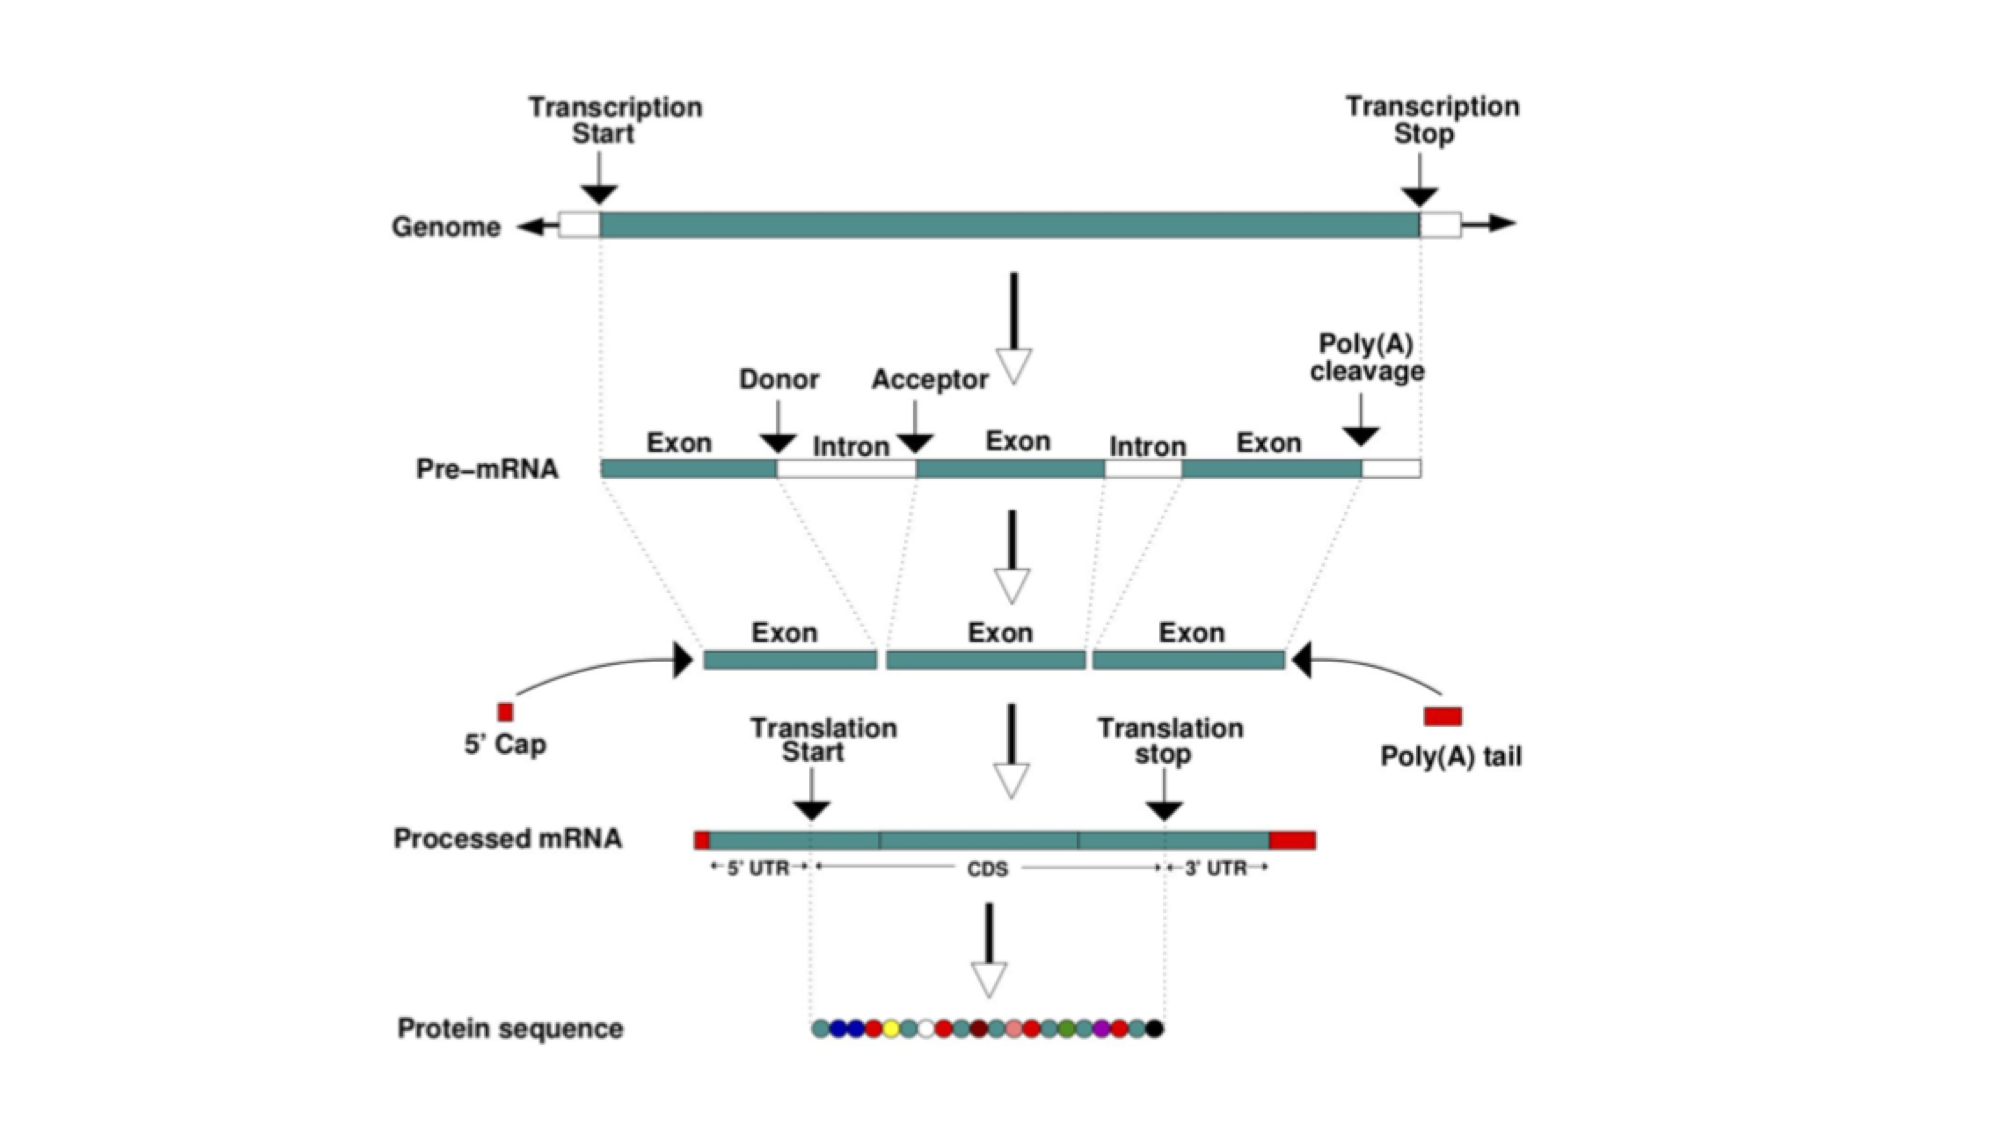 Transcription
Start
Transcription
Stop
Genome
Poly(A)
cleavage
Donor
Acceptor
Exon
Intron
Exon
Intron
Exon
Pre–mRNA
Exon
Exon
Exon
5’ Cap
Translation
Start
Translation
stop
Poly(A) tail
Processed mRNA
5’ UTR
CDS
3’ UTR
Protein sequence